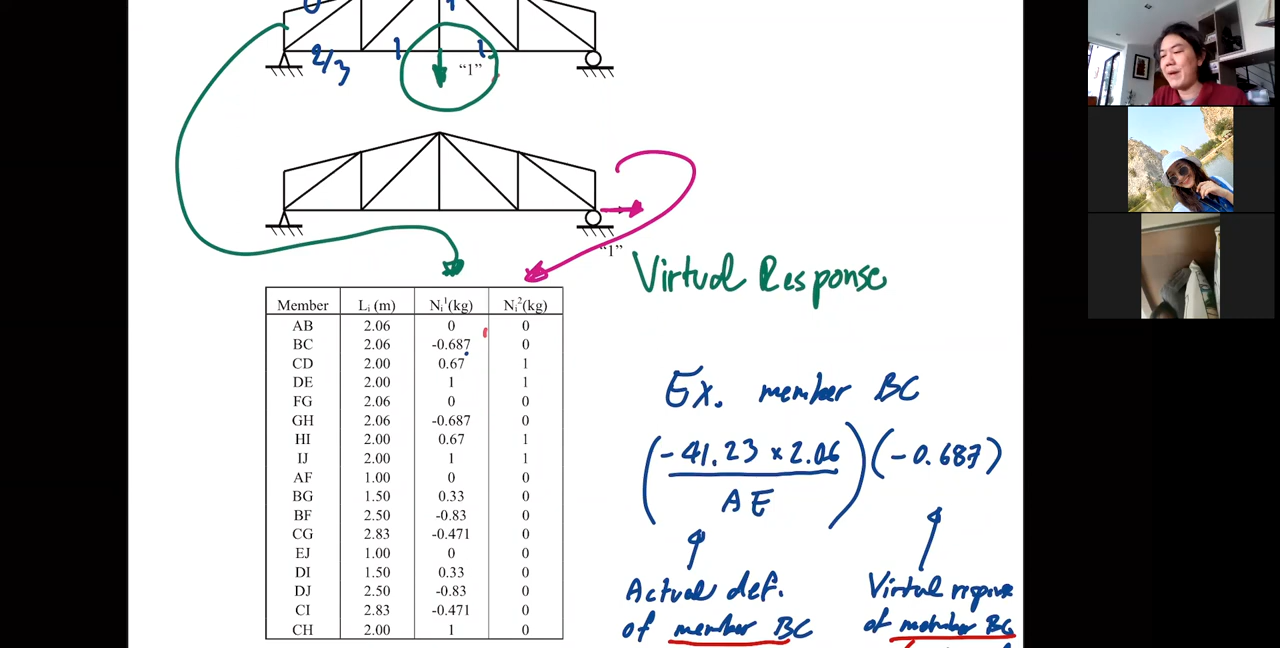 0
1
2/3
1
1
"1"
"1"
Virtual Response
Member Lᵢ (m) Nᵢ¹(kg) Nᵢ²(kg)
AB 2.06 0 0
BC 2.06 -0.687 0
CD 2.00 0.67 1
DE 2.00 1 1
FG 2.06 0 0
GH 2.06 -0.687 0
HI 2.00 0.67 1
IJ 2.00 1 1
AF 1.00 0 0
BG 1.50 0.33 0
BF 2.50 -0.83 0
CG 2.83 -0.471 0
EJ 1.00 0 0
DI 1.50 0.33 0
DJ 2.50 -0.83 0
CI 2.83 -0.471 0
CH 2.00 1 0
Ex. member BC
(-41.23 x 2.06 / AE) (-0.687)
Actual def.
of member BC
Virtual response
of member BC